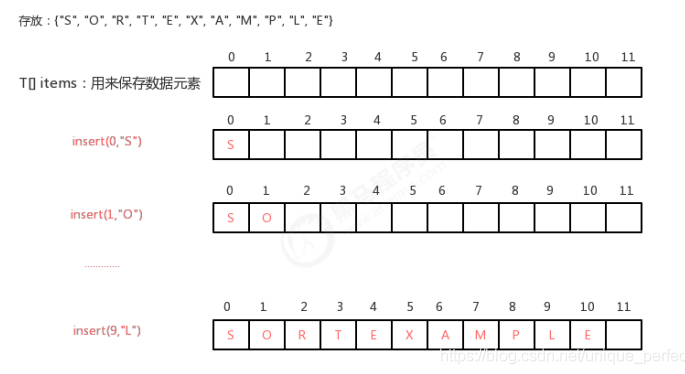 存放：{"S", "O", "R", "T", "E", "X", "A", "M", "P", "L", "E"}
0 1 2 3 4 5 6 7 8 9 10 11
T[] items：用来保存数据元素
0 1 2 3 4 5 6 7 8 9 10 11
insert(0,"S") S
0 1 2 3 4 5 6 7 8 9 10 11
insert(1,"O") S O
.............
0 1 2 3 4 5 6 7 8 9 10 11
insert(9,"L") S O R T E X A M P L E
https://blog.csdn.net/unique_perfec